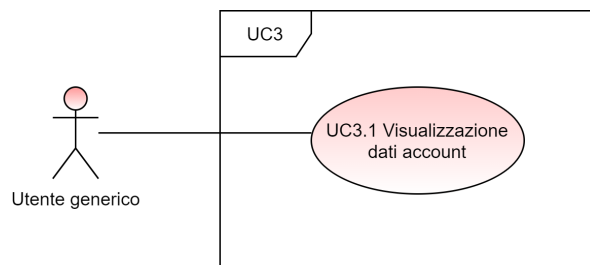 UC3
UC3.1 Visualizzazione
dati account
Utente generico